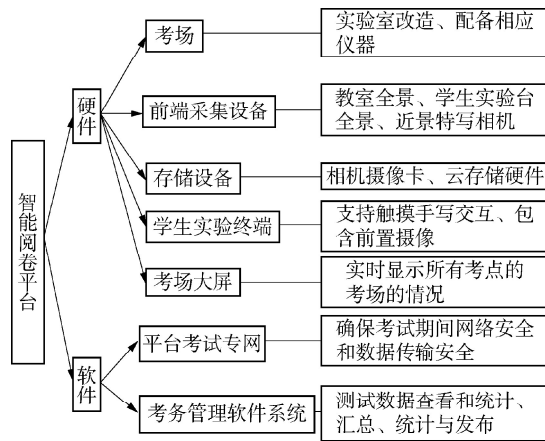 智能阅卷平台
硬件
考场
实验室改造、配备相应
仪器
前端采集设备
教室全景、学生实验台
全景、近景特写相机
存储设备
相机摄像卡、云存储硬件
学生实验终端
支持触摸手写交互、包
含前置摄像
考场大屏
实时显示所有考点的
考场的情况
软件
平台考试专网
确保考试期间网络安全
和数据传输安全
考务管理软件系统
测试数据查看和统计、
汇总、统计与发布